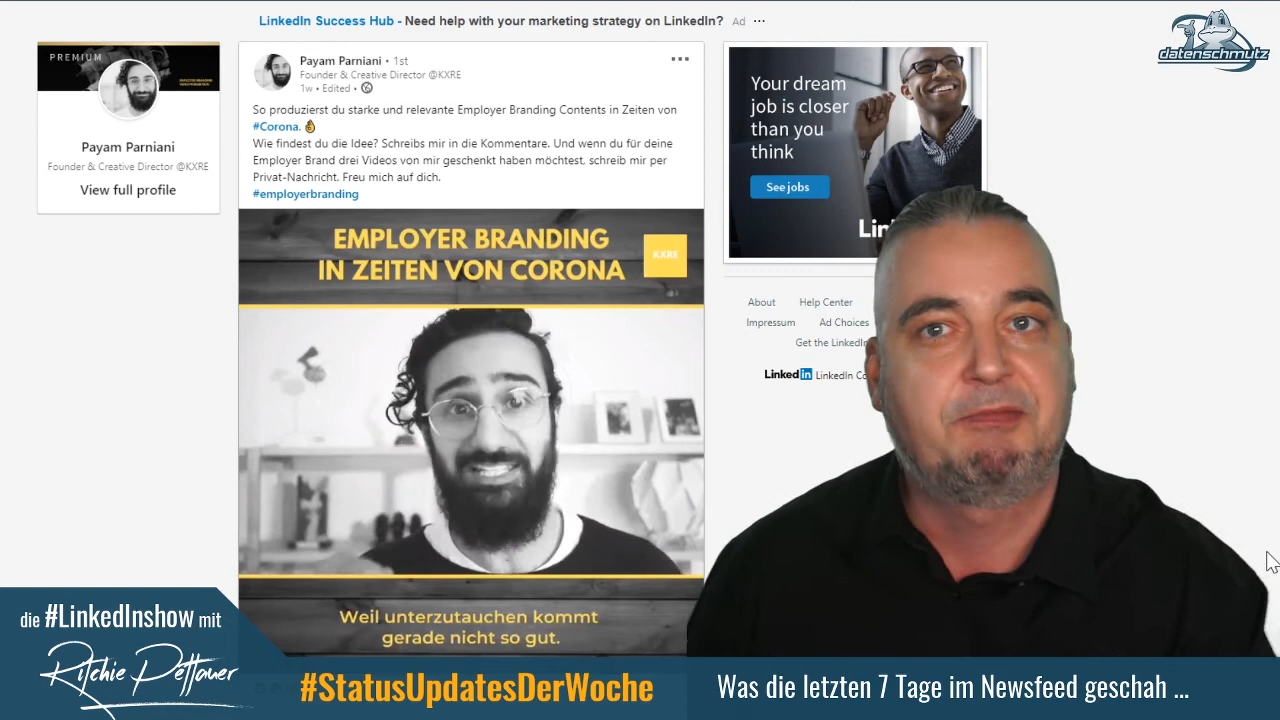 LinkedIn Success Hub - Need help with your marketing strategy on LinkedIn? Ad ···
datenschmutz
PREMIUM
Payam Parniani
Founder & Creative Director @KXRE
View full profile
Payam Parniani • 1st
Founder & Creative Director @KXRE
1w • Edited •
So produzierst du starke und relevante Employer Branding Contents in Zeiten von
#Corona.
Wie findest du die Idee? Schreibs mir in die Kommentare. Und wenn du für deine
Employer Brand drei Videos von mir geschenkt haben möchtest, schreib mir per
Privat-Nachricht. Freu mich auf dich.
#employerbranding
EMPLOYER BRANDING
IN ZEITEN VON CORONA
KXRE
Weil unterzutauchen kommt
gerade nicht so gut.
Your dream
job is closer
than you
think
See jobs
Lin
About Help Center
Impressum Ad Choices
Get the LinkedIn
LinkedIn LinkedIn Co
die #LinkedInshow mit
Ritchie Pettauer
#StatusUpdatesDerWoche
Was die letzten 7 Tage im Newsfeed geschah ...